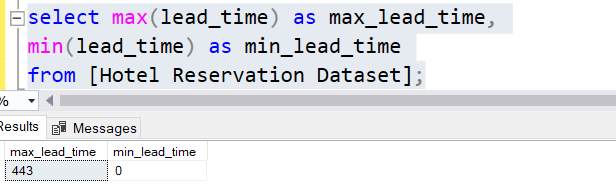 select max(lead_time) as max_lead_time,
min(lead_time) as min_lead_time
from [Hotel Reservation Dataset];
%
Results Messages
max_lead_time min_lead_time
443 0